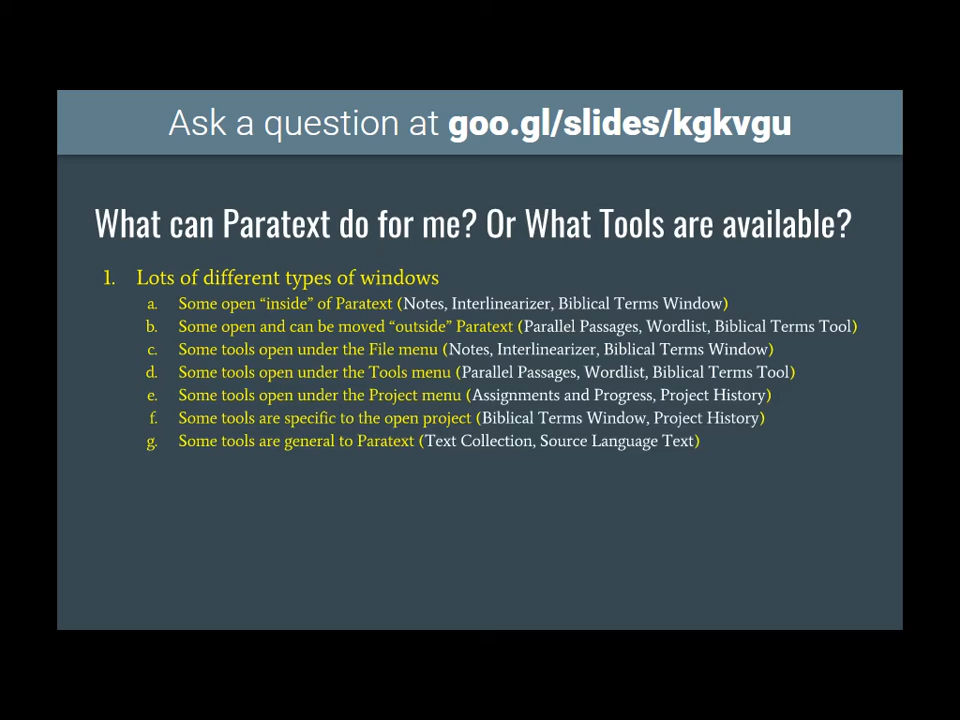 Ask a question at goo.gl/slides/kgkvgu
What can Paratext do for me? Or What Tools are available?
1. Lots of different types of windows
a. Some open “inside” of Paratext (Notes, Interlinearizer, Biblical Terms Window)
b. Some open and can be moved “outside” Paratext (Parallel Passages, Wordlist, Biblical Terms Tool)
c. Some tools open under the File menu (Notes, Interlinearizer, Biblical Terms Window)
d. Some tools open under the Tools menu (Parallel Passages, Wordlist, Biblical Terms Tool)
e. Some tools open under the Project menu (Assignments and Progress, Project History)
f. Some tools are specific to the open project (Biblical Terms Window, Project History)
g. Some tools are general to Paratext (Text Collection, Source Language Text)